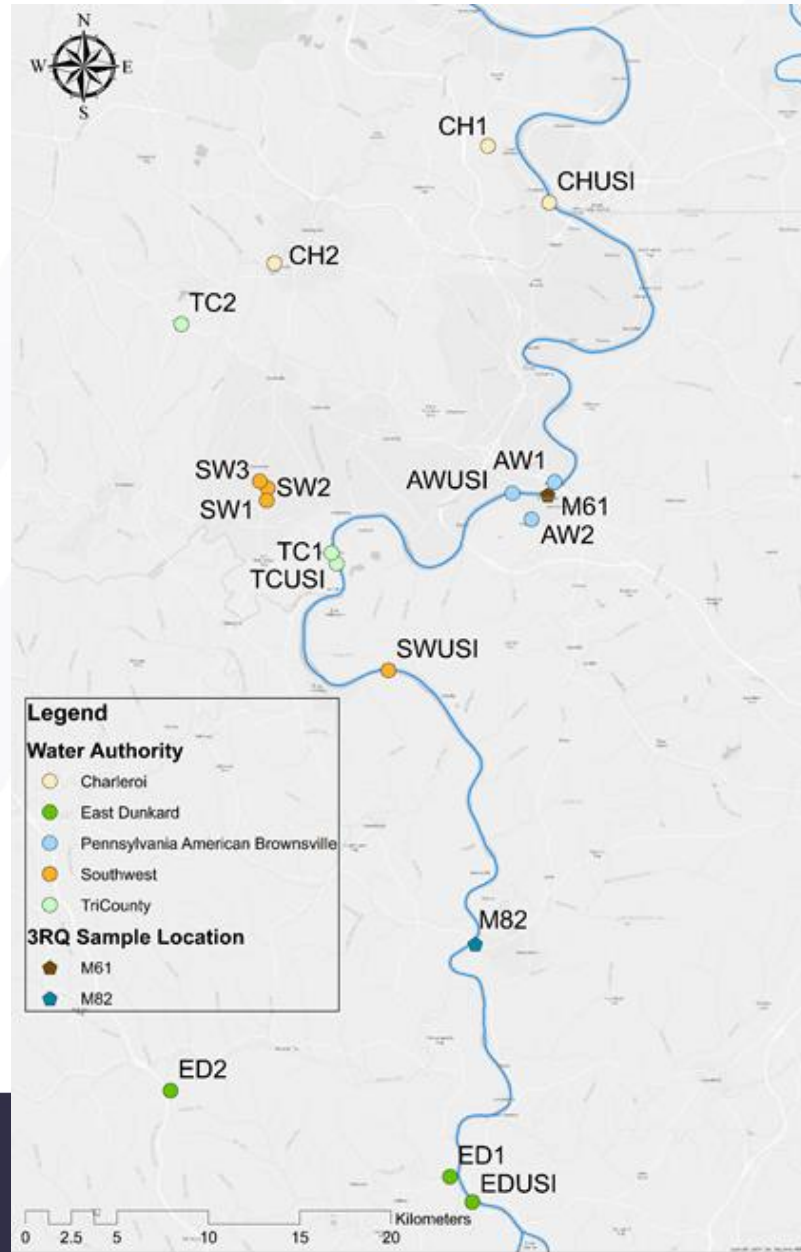 N
W E
S
CH1
CHUSI
CH2
TC2
AW1
AWUSI
SW3
SW2
M61
SW1
AW2
TC1
TCUSI
SWUSI
Legend
Water Authority
Charleroi
East Dunkard
Pennsylvania American Brownsville
Southwest
TriCounty
3RQ Sample Location
M61
M82
M82
ED2
ED1
EDUSI
Kilometers
0 2.5 5 10 15 20